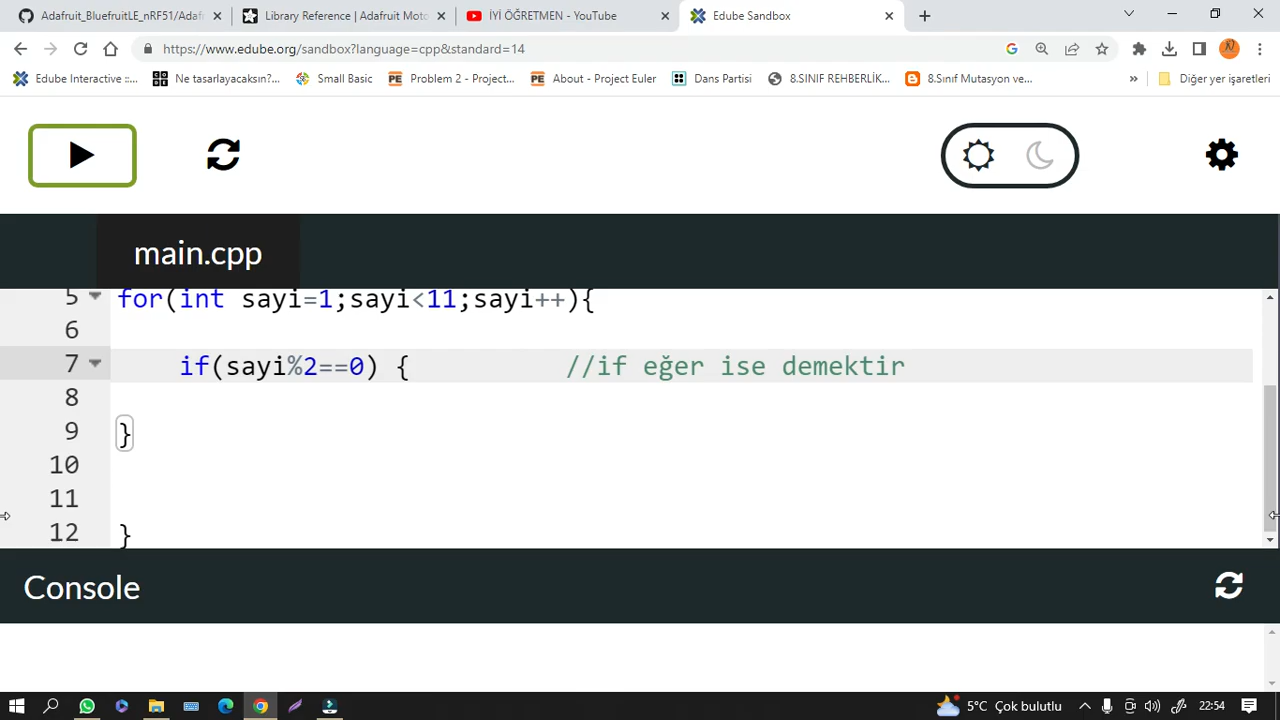 Adafruit_BluefruitLE_nRF51/Adaf
Library Reference | Adafruit Moto
İYİ ÖĞRETMEN - YouTube
Edube Sandbox
https://www.edube.org/sandbox?language=cpp&standard=14
Edube Interactive ::...
Ne tasarlayacaksın?...
Small Basic
PE Problem 2 - Project...
PE About - Project Euler
Dans Partisi
8.SINIF REHBERLİK...
8.Sınıf Mutasyon ve...
»
Diğer yer işaretleri
main.cpp
5 for(int sayi=1;sayi<11;sayi++){
6
7 if(sayi%2==0) { //if eğer ise demektir
8
9 }
10
11
12 }
Console
5°C Çok bulutlu
22:54